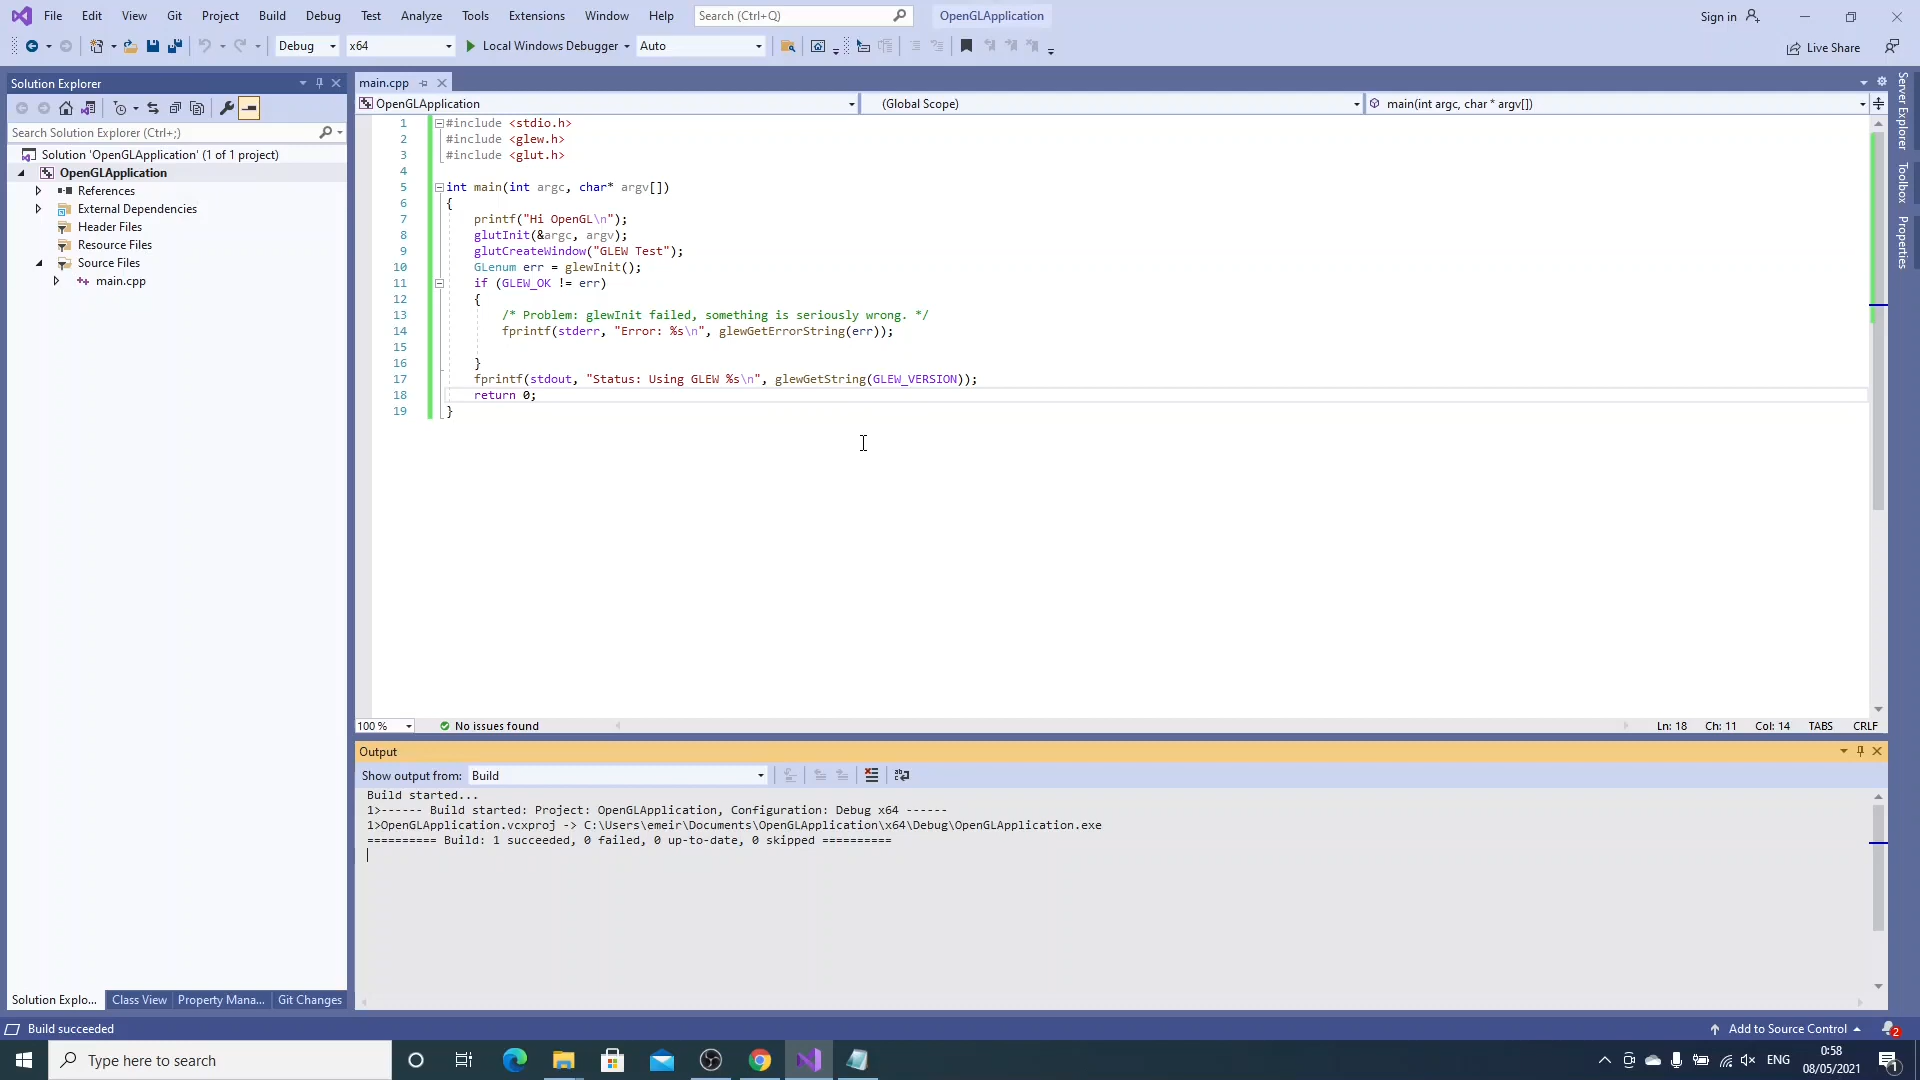 File Edit View Git Project Build Debug Test Analyze Tools Extensions Window Help Search (Ctrl+Q) OpenGLApplication Sign in
Debug x64 Local Windows Debugger Auto Live Share
Solution Explorer
Search Solution Explorer (Ctrl+;)
Solution 'OpenGLApplication' (1 of 1 project)
OpenGLApplication
References
External Dependencies
Header Files
Resource Files
Source Files
main.cpp
Solution Explo... Class View Property Mana... Git Changes
main.cpp
OpenGLApplication (Global Scope) main(int argc, char * argv[])
1 #include <stdio.h>
2 #include <glew.h>
3 #include <glut.h>
4
5 int main(int argc, char* argv[])
6 {
7 printf("Hi OpenGL\n");
8 glutInit(&argc, argv);
9 glutCreateWindow("GLEW Test");
10 GLenum err = glewInit();
11 if (GLEW_OK != err)
12 {
13 /* Problem: glewInit failed, something is seriously wrong. */
14 fprintf(stderr, "Error: %s\n", glewGetErrorString(err));
15
16 }
17 fprintf(stdout, "Status: Using GLEW %s\n", glewGetString(GLEW_VERSION));
18 return 0;
19 }
100 % No issues found Ln: 18 Ch: 11 Col: 14 TABS CRLF
Output
Show output from: Build
Build started...
1>------ Build started: Project: OpenGLApplication, Configuration: Debug x64 ------
1>OpenGLApplication.vcxproj -> C:\Users\emeir\Documents\OpenGLApplication\x64\Debug\OpenGLApplication.exe
========== Build: 1 succeeded, 0 failed, 0 up-to-date, 0 skipped ==========
Server Explorer
Toolbox
Properties
Build succeeded Add to Source Control 2
Type here to search ENG 0:58
08/05/2021 1